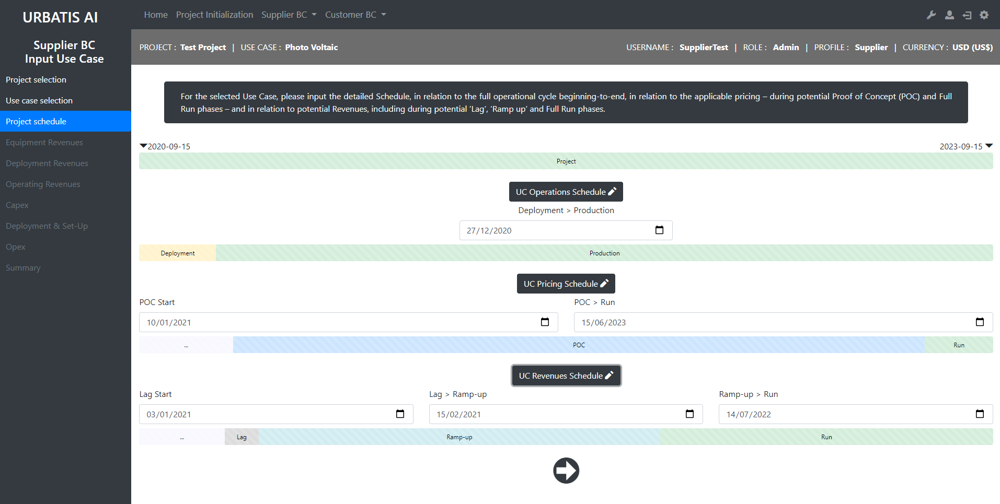 URBATIS AI
Home Project Initialization Supplier BC Customer BC
Supplier BC
Input Use Case
Project selection
Use case selection
Project schedule
Equipment Revenues
Deployment Revenues
Operating Revenues
Capex
Deployment & Set-Up
Opex
Summary
PROJECT : Test Project | USE CASE : Photo Voltaic
USERNAME : SupplierTest | ROLE : Admin | PROFILE : Supplier | CURRENCY : USD (US$)
For the selected Use Case, please input the detailed Schedule, in relation to the full operational cycle beginning-to-end, in relation to the applicable pricing – during potential Proof of Concept (POC) and Full
Run phases – and in relation to potential Revenues, including during potential ‘Lag’, ‘Ramp up’ and Full Run phases.
2020-09-15 2023-09-15
Project
UC Operations Schedule
Deployment > Production
27/12/2020
Deployment Production
UC Pricing Schedule
POC Start POC > Run
10/01/2021 15/06/2023
... POC Run
UC Revenues Schedule
Lag Start Lag > Ramp-up Ramp-up > Run
03/01/2021 15/02/2021 14/07/2022
... Lag Ramp-up Run